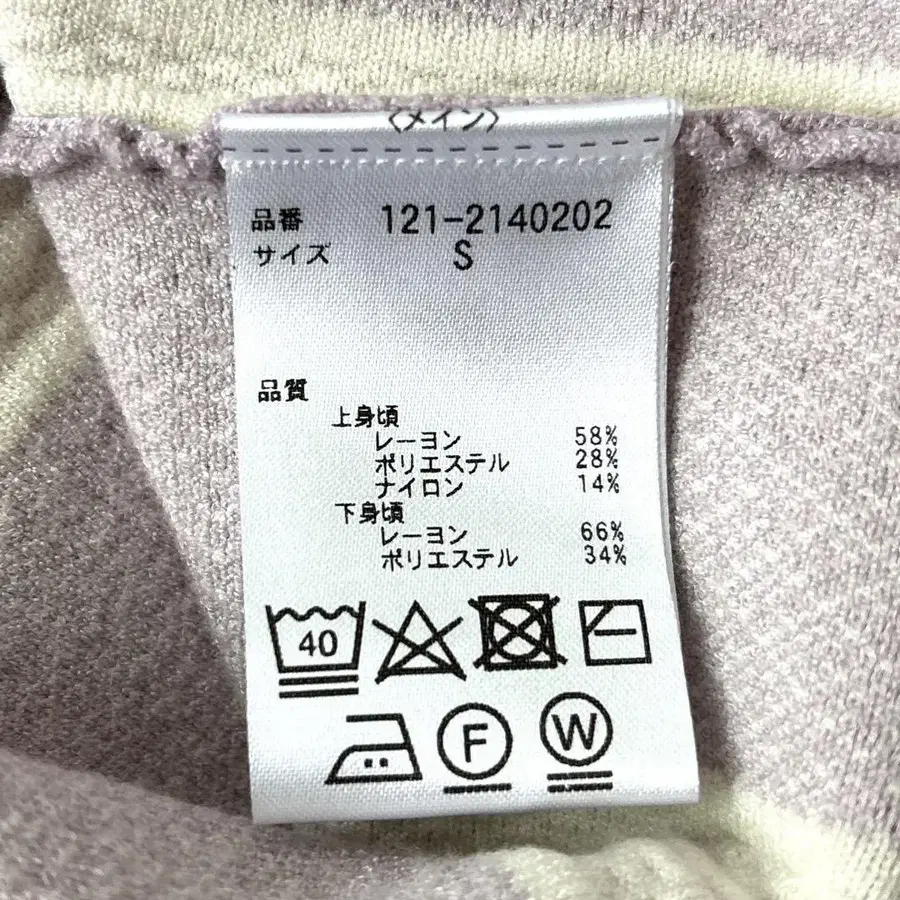 〈メイン〉
品番 121-2140202
サイズ S
品質
上身頃
レーヨン 58%
ポリエステル 28%
ナイロン 14%
下身頃
レーヨン 66%
ポリエステル 34%
40
F W